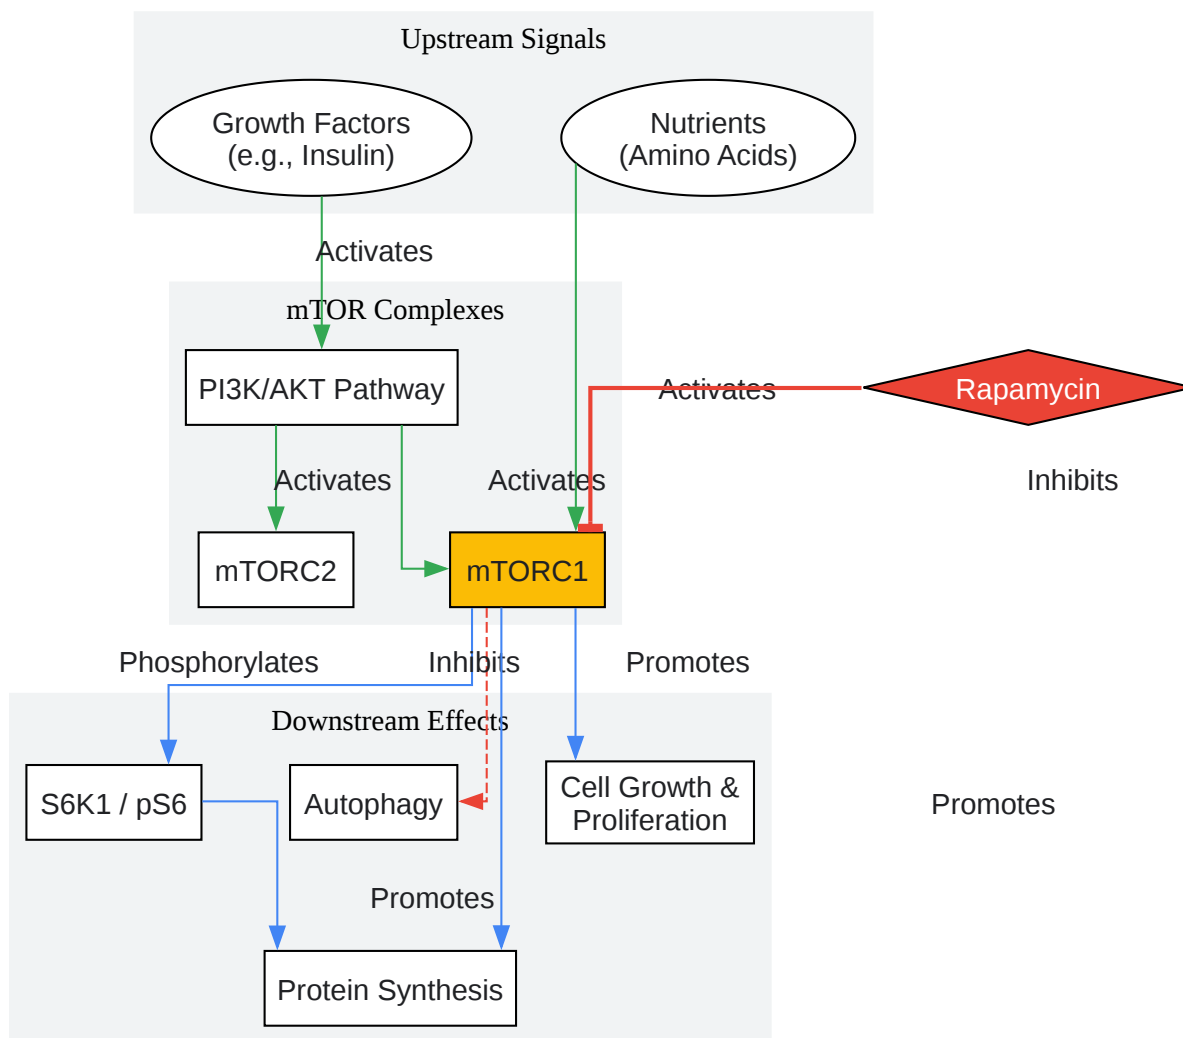 Upstream Signals
Growth Factors
(e.g., Insulin)
Nutrients
(Amino Acids)
Activates
mTOR Complexes
PI3K/AKT Pathway
Activates
Rapamycin
Activates
Activates
Inhibits
mTORC2
mTORC1
Phosphorylates
Inhibits
Promotes
Downstream Effects
S6K1 / pS6
Autophagy
Cell Growth &
Proliferation
Promotes
Promotes
Protein Synthesis